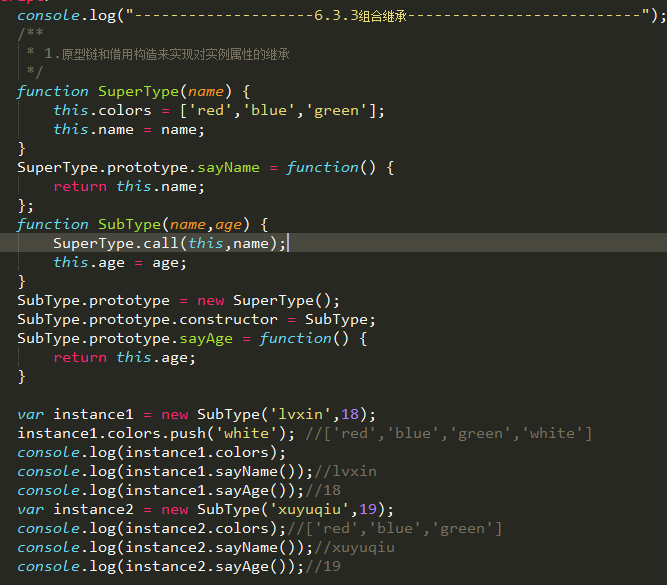 cript>
console.log("--------------------6.3.3组合继承--------------------------");
/**
 * 1.原型链和借用构造来实现对实例属性的继承
 */
function SuperType(name) {
    this.colors = ['red','blue','green'];
    this.name = name;
}
SuperType.prototype.sayName = function() {
    return this.name;
};
function SubType(name,age) {
    SuperType.call(this,name);
    this.age = age;
}
SubType.prototype = new SuperType();
SubType.prototype.constructor = SubType;
SubType.prototype.sayAge = function() {
    return this.age;
}
var instance1 = new SubType('lvxin',18);
instance1.colors.push('white'); //['red','blue','green','white']
console.log(instance1.colors);
console.log(instance1.sayName());//lvxin
console.log(instance1.sayAge());//18
var instance2 = new SubType('xuyuqiu',19);
console.log(instance2.colors);//['red','blue','green']
console.log(instance2.sayName());//xuyuqiu
console.log(instance2.sayAge());//19